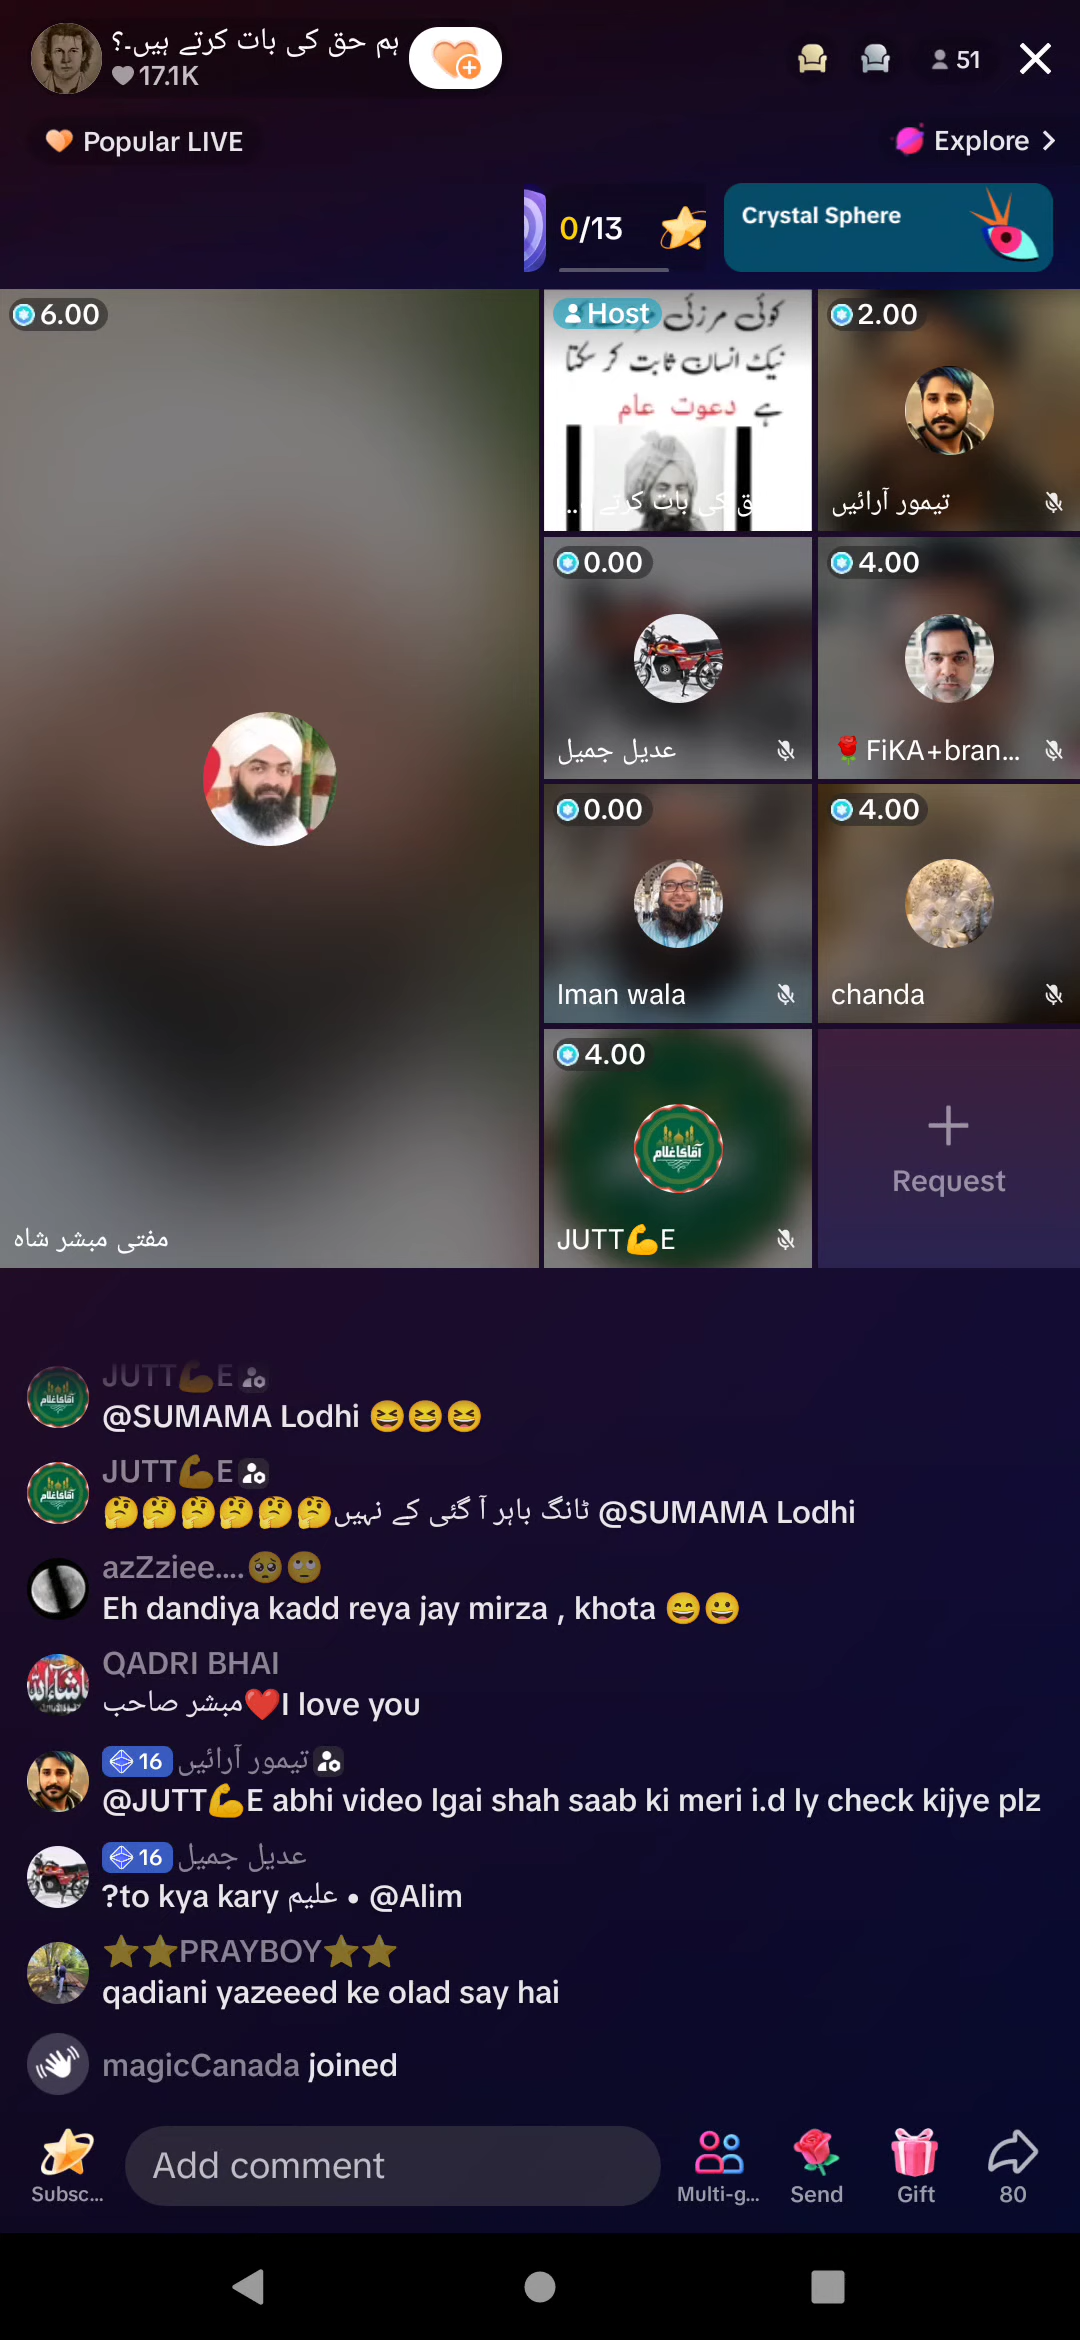 ہم حق کی بات کرتے ہیں۔؟
17.1K
51
Popular LIVE
Explore
0/13
Crystal Sphere
6.00
مفتی مبشر شاہ
Host
کوئی مرزئی
نیک انسان ثابت کر سکتا
ہے دعوت عام
ق کی بات کرتے ...
2.00
تیمور آرائیں
0.00
عدیل جمیل
4.00
🌹FiKA+bran...
0.00
Iman wala
4.00
chanda
4.00
آقاکاغلام
JUTT💪E
Request
JUTT💪E
@SUMAMA Lodhi 😆😆😆
JUTT💪E
🤔🤔🤔🤔🤔🤔ٹانگ باہر آ گئی کے نہیں @SUMAMA Lodhi
azZziee....🥺🙄
Eh dandiya kadd reya jay mirza , khota 😄😀
QADRI BHAI
مبشر صاحب❤️I love you
16 تیمور آرائیں
@JUTT💪E abhi video lgai shah saab ki meri i.d ly check kijye plz
16 عدیل جمیل
?to kya kary علیم • @Alim
⭐⭐PRAYBOY⭐⭐
qadiani yazeeed ke olad say hai
magicCanada joined
Subsc...
Add comment
Multi-g...
Send
Gift
80